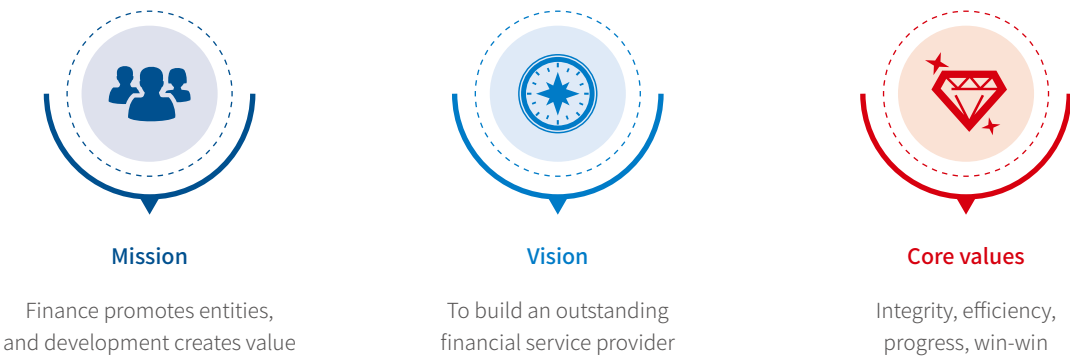 Mission
Finance promotes entities,
and development creates value
Vision
To build an outstanding
financial service provider
Core values
Integrity, efficiency,
progress, win-win